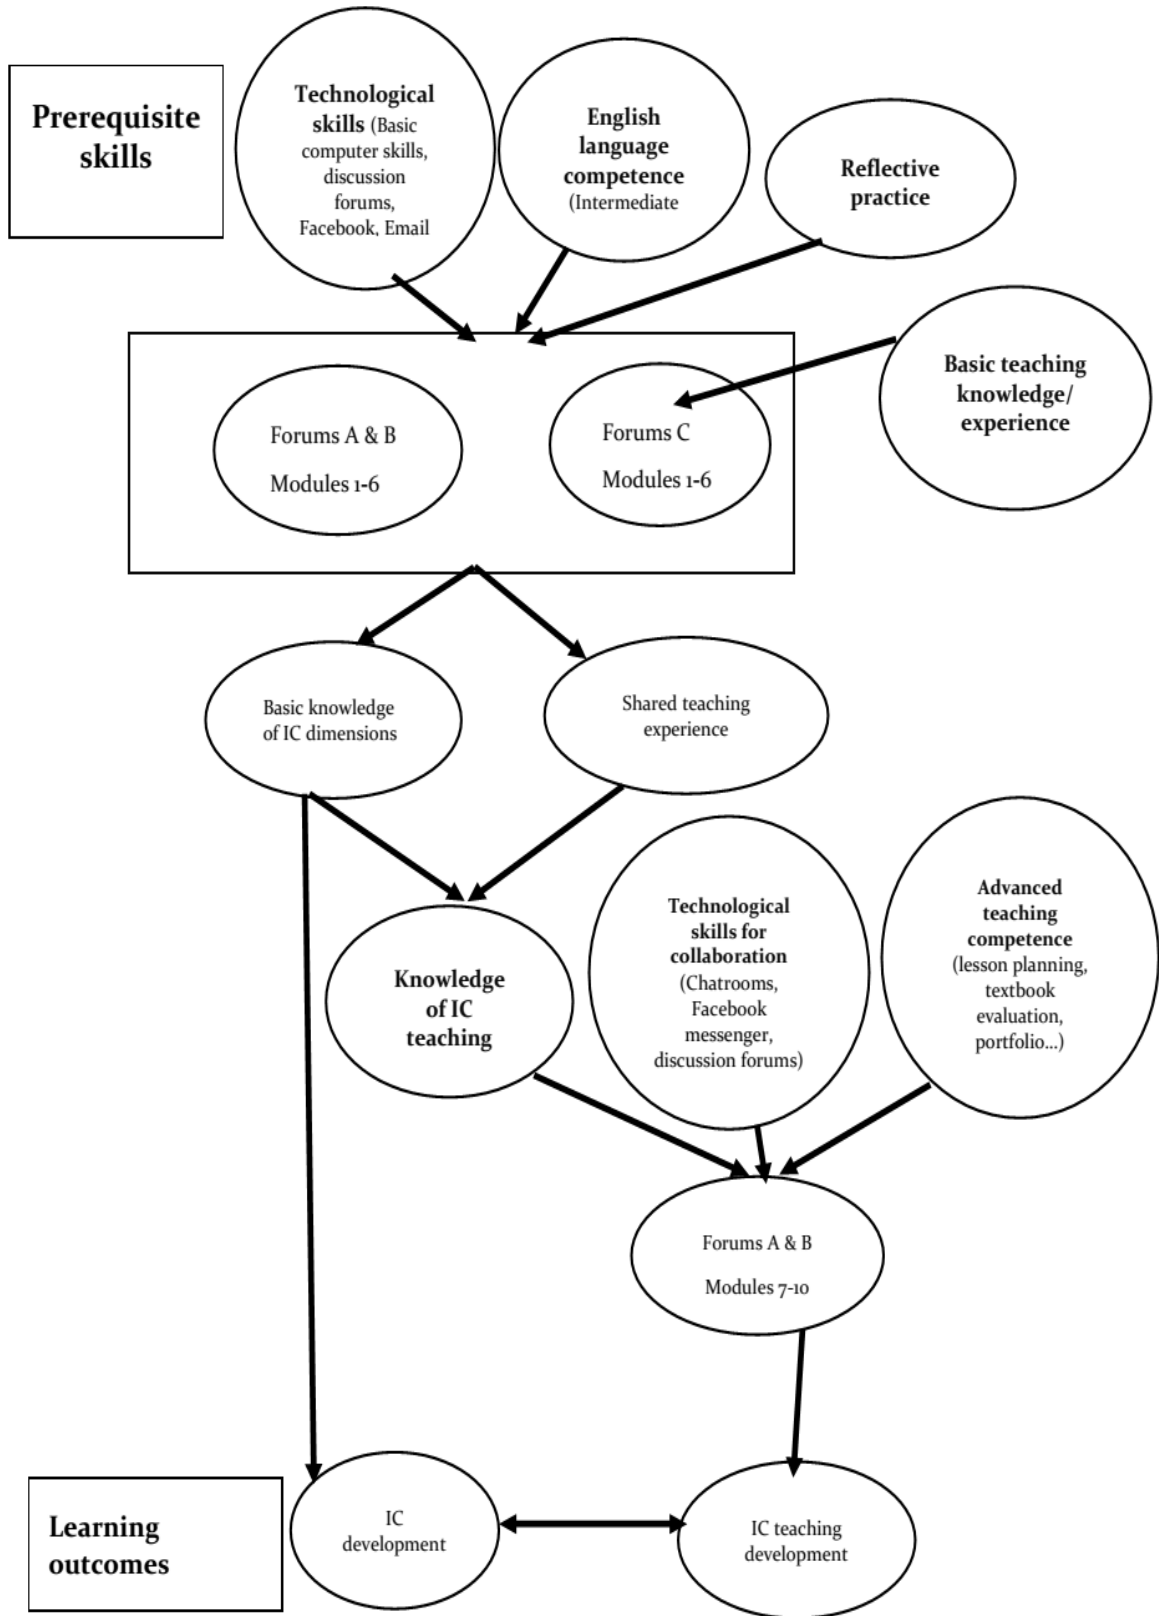 Prerequisite
skills
Technological
skills (Basic
computer skills,
discussion
forums,
Facebook, Email
English
language
competence
(Intermediate
Reflective
practice
Basic teaching
knowledge/
experience
Forums A & B
Modules 1-6
Forums C
Modules 1-6
Basic knowledge
of IC dimensions
Shared teaching
experience
Knowledge
of IC
teaching
Technological
skills for
collaboration
(Chatrooms,
Facebook
messenger,
discussion forums)
Advanced
teaching
competence
(lesson planning,
textbook
evaluation,
portfolio...)
Forums A & B
Modules 7-10
Learning
outcomes
IC
development
IC teaching
development